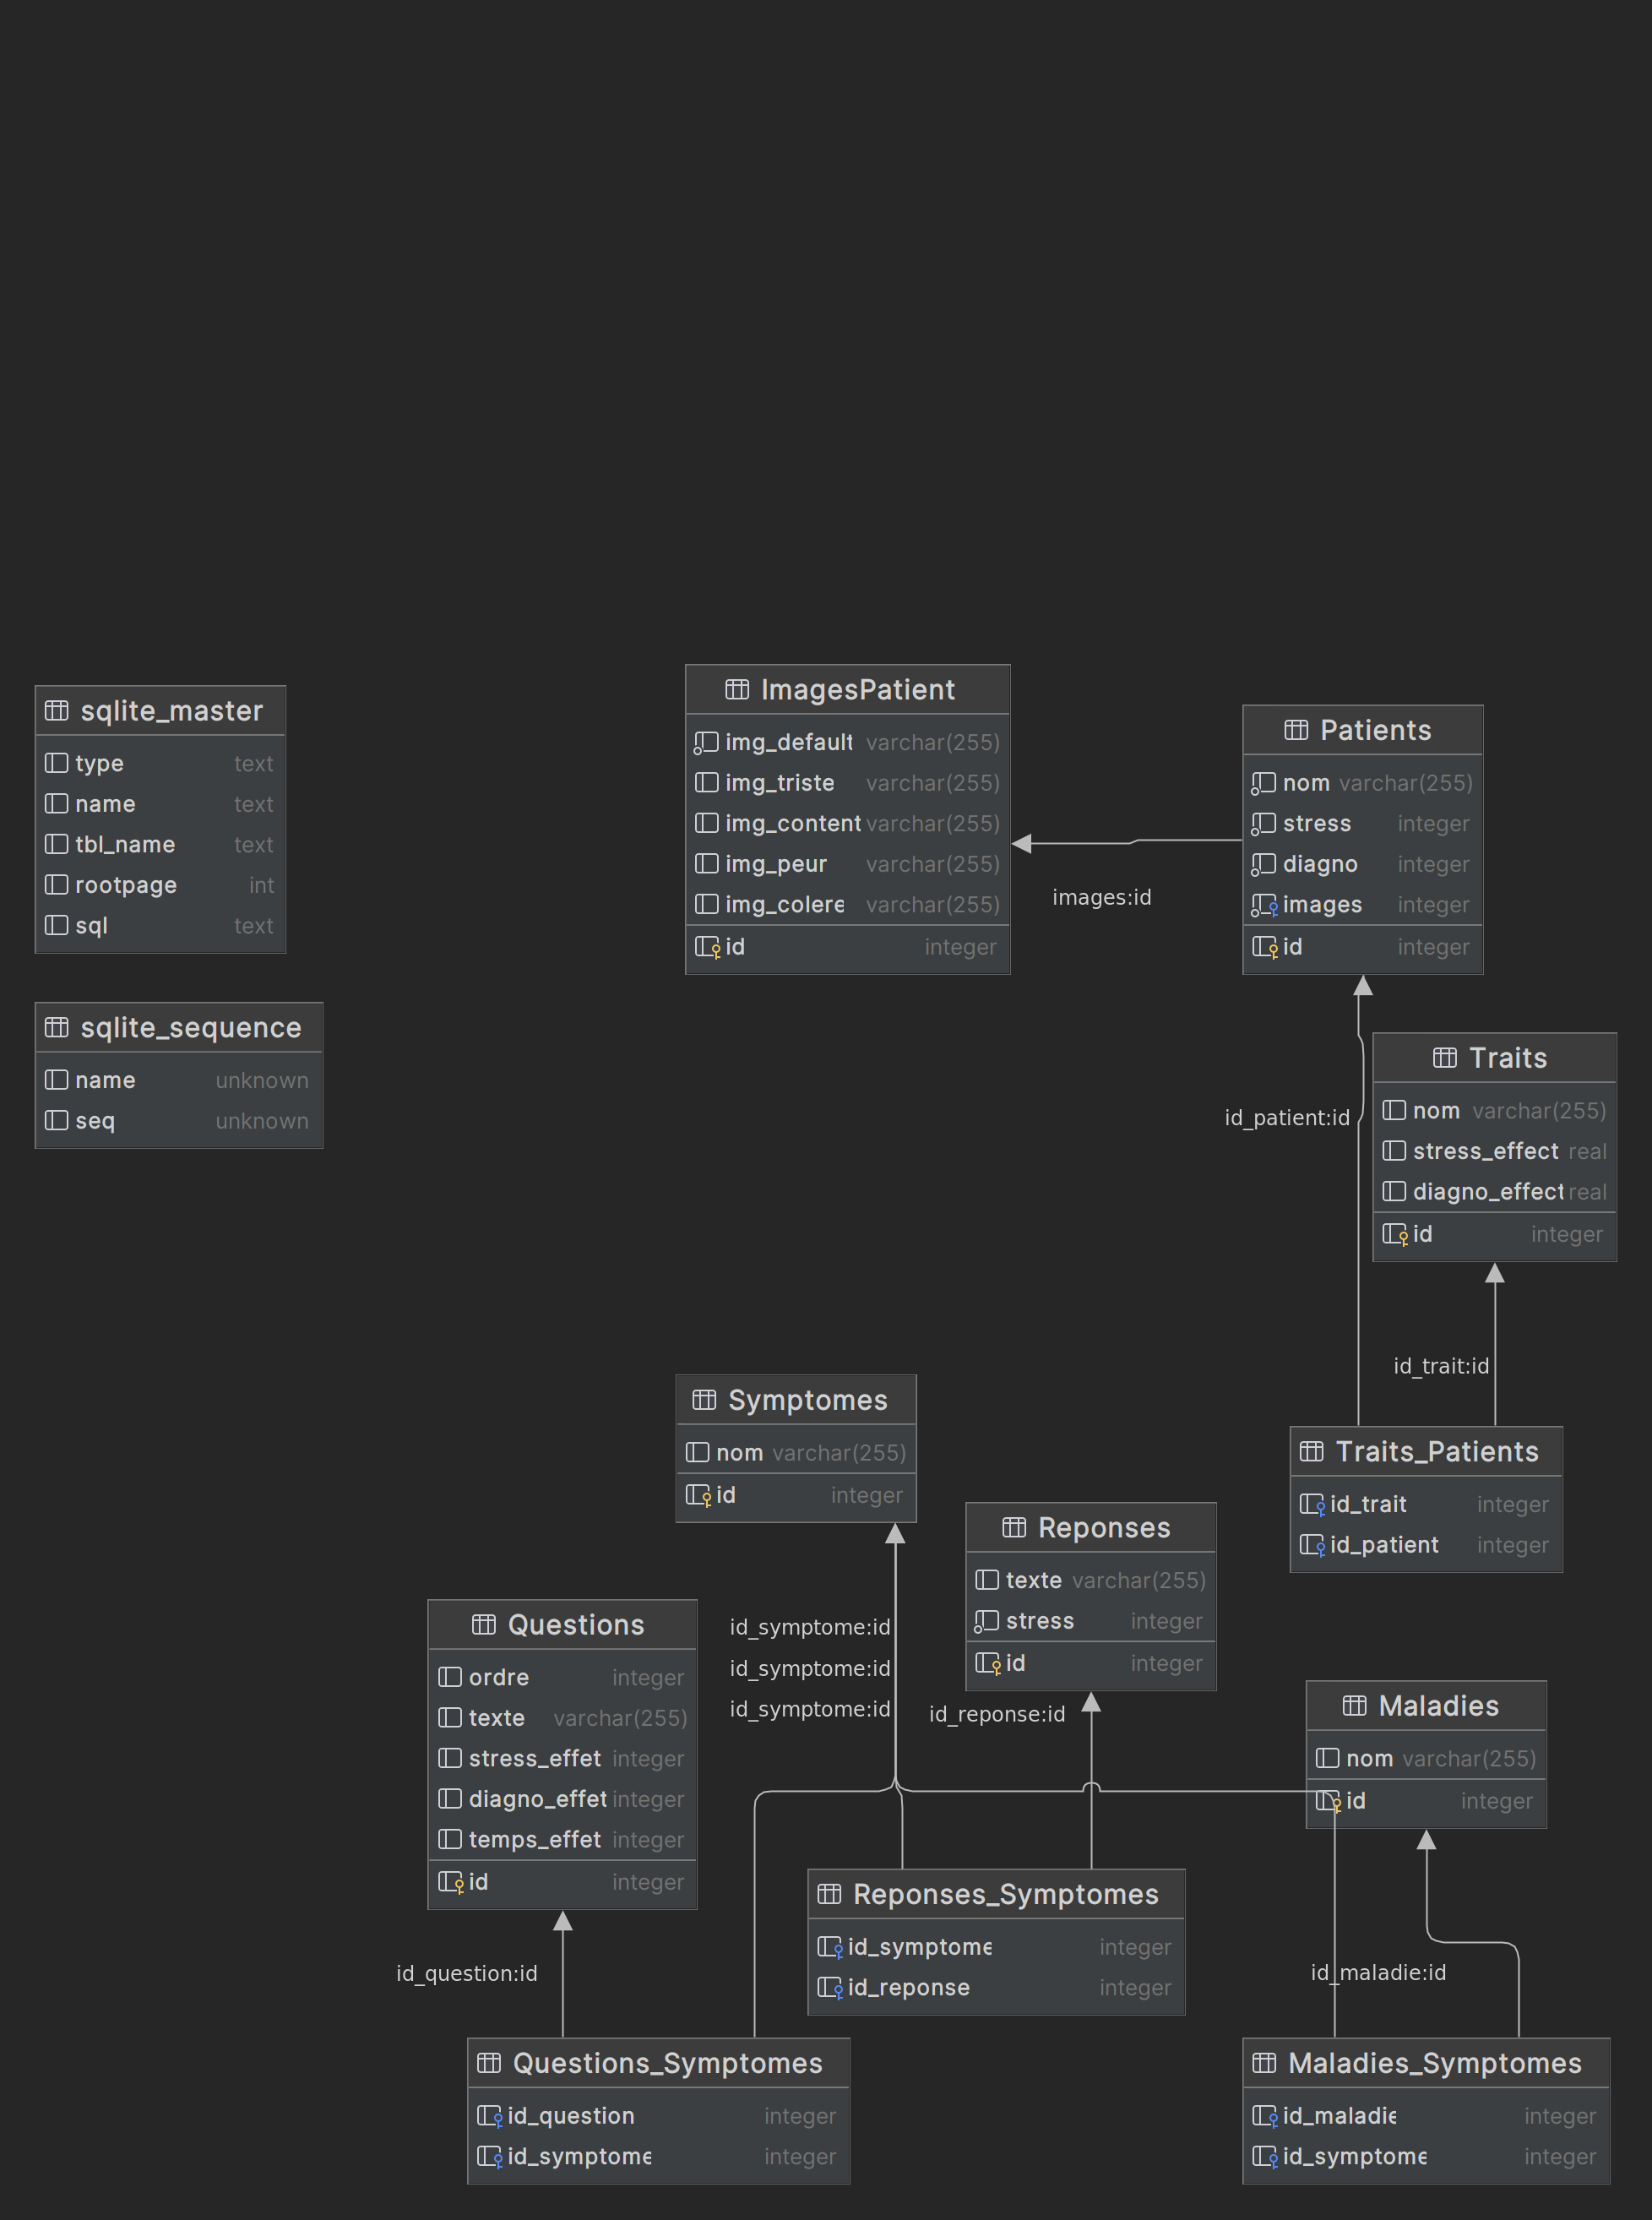 sqlite_master
type text
name text
tbl_name text
rootpage int
sql text
sqlite_sequence
name unknown
seq unknown
ImagesPatient
img_default varchar(255)
img_triste varchar(255)
img_content varchar(255)
img_peur varchar(255)
img_colere varchar(255)
id integer
images:id
Patients
nom varchar(255)
stress integer
diagno integer
images integer
id integer
id_patient:id
Traits
nom varchar(255)
stress_effect real
diagno_effect real
id integer
id_trait:id
Traits_Patients
id_trait integer
id_patient integer
Symptomes
nom varchar(255)
id integer
id_symptome:id
id_symptome:id
id_symptome:id
Reponses
texte varchar(255)
stress integer
id integer
id_reponse:id
Questions
ordre integer
texte varchar(255)
stress_effet integer
diagno_effet integer
temps_effet integer
id integer
id_question:id
Maladies
nom varchar(255)
id integer
id_maladie:id
Reponses_Symptomes
id_symptome integer
id_reponse integer
Questions_Symptomes
id_question integer
id_symptome integer
Maladies_Symptomes
id_maladie integer
id_symptome integer